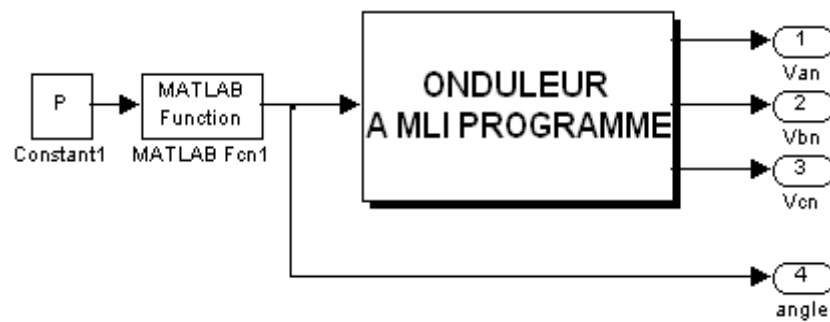 P
Constant1
MATLAB
Function
MATLAB Fcn1
ONDULEUR
A MLI PROGRAMME
1
Van
2
Vbn
3
Vcn
4
angle